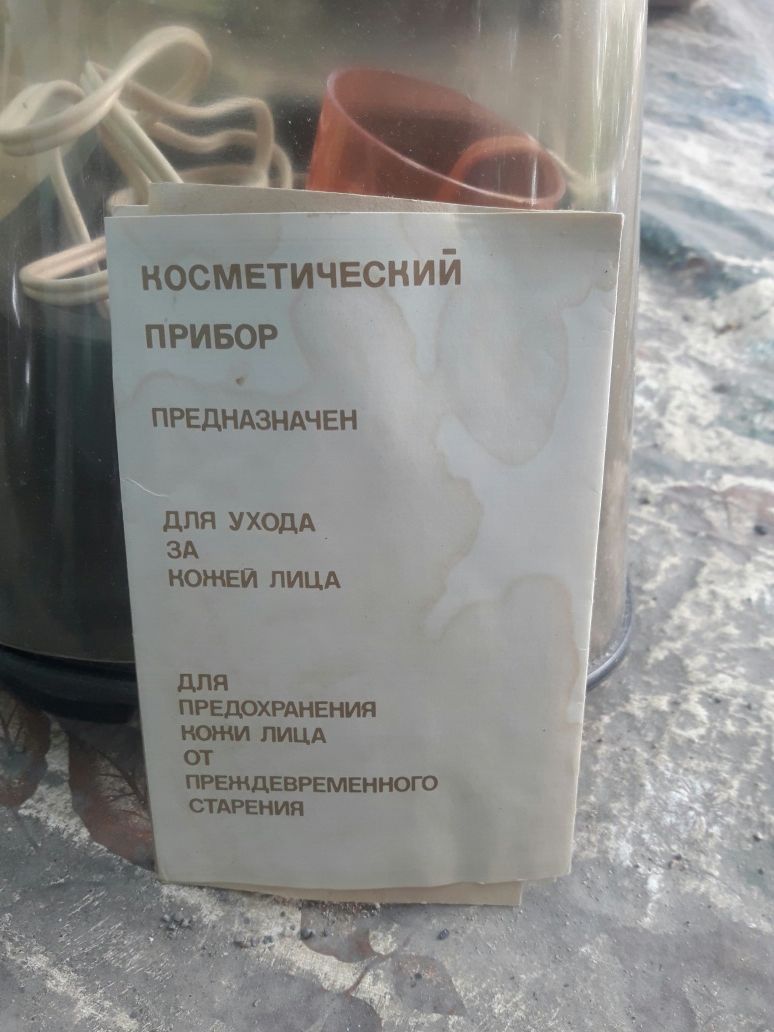 КОСМЕТИЧЕСКИЙ
ПРИБОР
ПРЕДНАЗНАЧЕН
ДЛЯ УХОДА
ЗА
КОЖЕЙ ЛИЦА
ДЛЯ
ПРЕДОХРАНЕНИЯ
КОЖИ ЛИЦА
ОТ
ПРЕЖДЕВРЕМЕННОГО
СТАРЕНИЯ